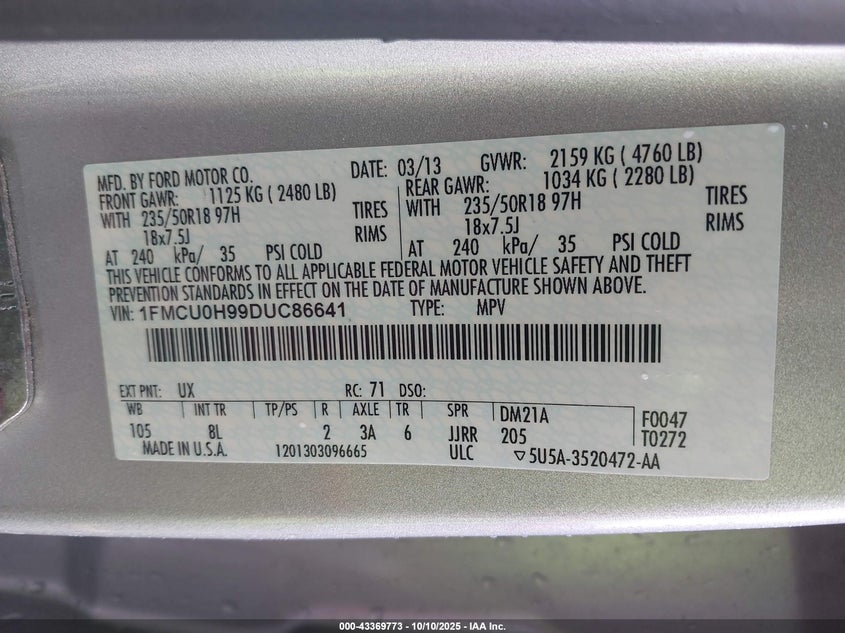 MFD. BY FORD MOTOR CO. DATE: 03/13 GVWR: 2159 KG ( 4760 LB)
FRONT GAWR: 1125 KG ( 2480 LB) REAR GAWR: 1034 KG ( 2280 LB)
WITH 235/50R18 97H TIRES WITH 235/50R18 97H TIRES
18x7.5J RIMS 18x7.5J RIMS
AT 240 kPa/ 35 PSI COLD AT 240 kPa/ 35 PSI COLD
THIS VEHICLE CONFORMS TO ALL APPLICABLE FEDERAL MOTOR VEHICLE SAFETY AND THEFT
PREVENTION STANDARDS IN EFFECT ON THE DATE OF MANUFACTURE SHOWN ABOVE.
VIN: 1FMCU0H99DUC86641 TYPE: MPV
EXT PNT: UX RC: 71 DSO:
WB INT TR TP/PS R AXLE TR SPR DM21A F0047
105 8L 2 3A 6 JJRR 205 T0272
MADE IN U.S.A. 1201303096665 ULC ▽5U5A-3520472-AA
000-43369773 - 10/10/2025 - IAA Inc.